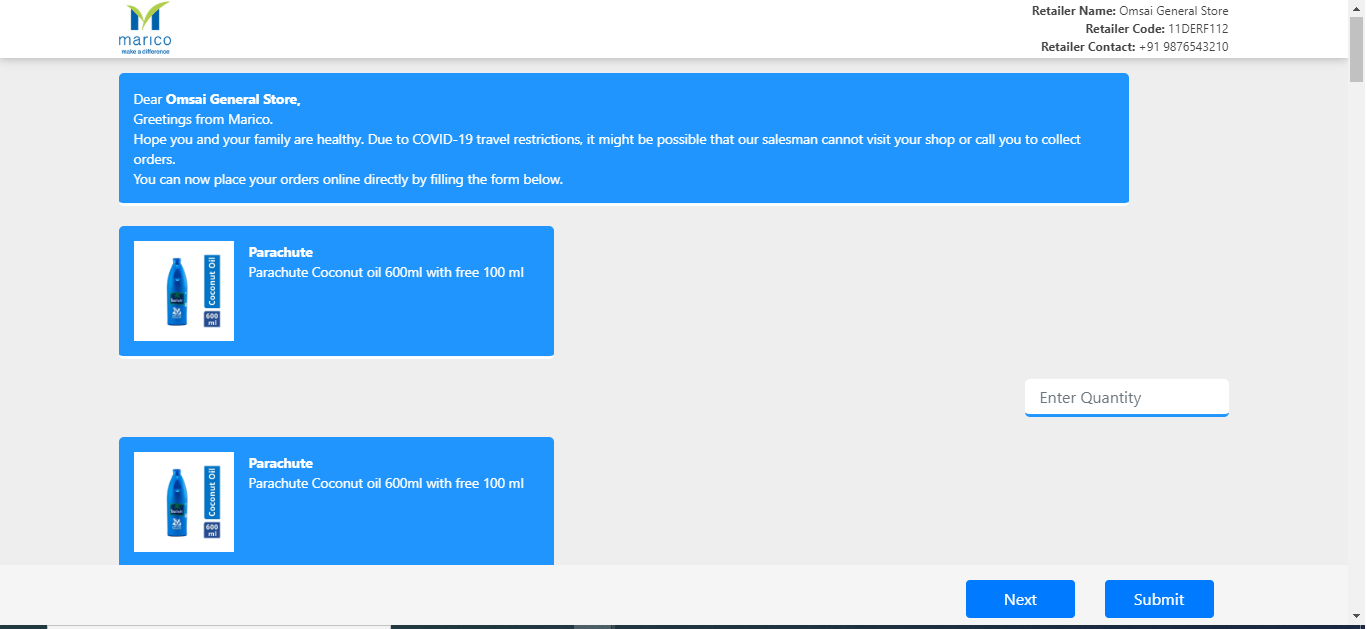 marico
make a difference
Retailer Name: Omsai General Store
Retailer Code: 11DERF112
Retailer Contact: +91 9876543210
Dear Omsai General Store,
Greetings from Marico.
Hope you and your family are healthy. Due to COVID-19 travel restrictions, it might be possible that our salesman cannot visit your shop or call you to collect
orders.
You can now place your orders online directly by filling the form below.
Coconut Oil
600
ml
Parachute
Parachute Coconut oil 600ml with free 100 ml
Enter Quantity
Coconut Oil
600
ml
Parachute
Parachute Coconut oil 600ml with free 100 ml
Next
Submit